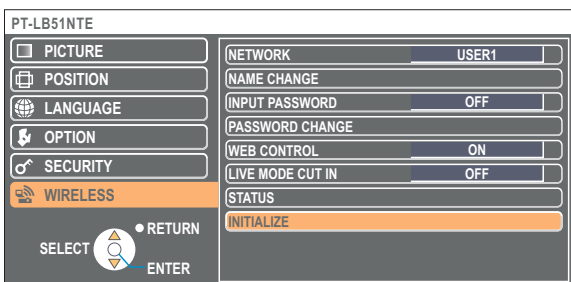 PT-LB51NTE
PICTURE
POSITION
LANGUAGE
OPTION
SECURITY
WIRELESS
RETURN
SELECT
ENTER
NETWORK USER1
NAME CHANGE
INPUT PASSWORD OFF
PASSWORD CHANGE
WEB CONTROL ON
LIVE MODE CUT IN OFF
STATUS
INITIALIZE